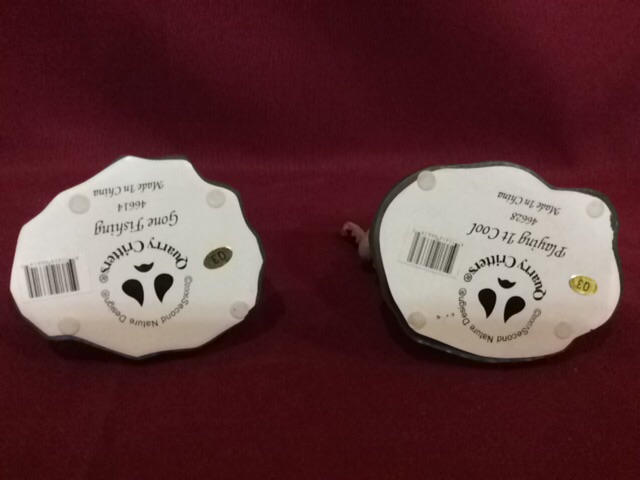 Quarry Critters®
Gone Fishing
46614
Made In China
03
Second Nature Design®
Quarry Critters®
Playing It Cool
46628
Made In China
03
Second Nature Design®